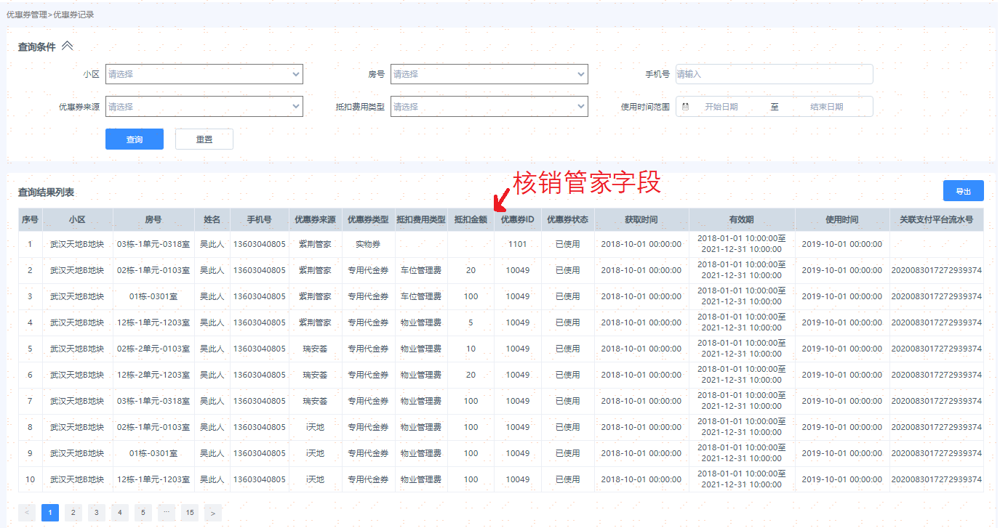 优惠券管理>优惠券记录
查询条件
小区 请选择 房号 请选择 手机号 请输入
优惠券来源 请选择 抵扣费用类型 请选择 使用时间范围 开始日期 至 结束日期
查询 重置
核销管家字段
查询结果列表 导出
序号 小区 房号 姓名 手机号 优惠券来源 优惠券类型 抵扣费用类型 抵扣金额 优惠券ID 优惠券状态 获取时间 有效期 使用时间 关联支付平台流水号
1 武汉天地B地块 03栋-1单元-0318室 吴此人 13603040805 紫荆管家 实物券 1101 已使用 2018-10-01 00:00:00 2018-01-01 10:00:00至 2019-10-01 00:00:00
2021-12-31 10:00:00
2 武汉天地B地块 02栋-1单元-0103室 吴此人 13603040805 紫荆管家 专用代金券 车位管理费 20 10049 已使用 2018-10-01 00:00:00 2018-01-01 10:00:00至 2019-10-01 00:00:00 2020083017272939374
2021-12-31 10:00:00
3 武汉天地B地块 01栋-0301室 吴此人 13603040805 紫荆管家 专用代金券 车位管理费 100 10049 已使用 2018-10-01 00:00:00 2018-01-01 10:00:00至 2019-10-01 00:00:00 2020083017272939374
2021-12-31 10:00:00
4 武汉天地B地块 12栋-1单元-1203室 吴此人 13603040805 紫荆管家 专用代金券 物业管理费 5 10049 已使用 2018-10-01 00:00:00 2018-01-01 10:00:00至 2019-10-01 00:00:00 2020083017272939374
2021-12-31 10:00:00
5 武汉天地B地块 02栋-2单元-0103室 吴此人 13603040805 瑞安荟 专用代金券 物业管理费 10 10049 已使用 2018-10-01 00:00:00 2018-01-01 10:00:00至 2019-10-01 00:00:00 2020083017272939374
2021-12-31 10:00:00
6 武汉天地B地块 12栋-2单元-1203室 吴此人 13603040805 瑞安荟 专用代金券 物业管理费 20 10049 已使用 2018-10-01 00:00:00 2018-01-01 10:00:00至 2019-10-01 00:00:00 2020083017272939374
2021-12-31 10:00:00
7 武汉天地B地块 03栋-1单元-0318室 吴此人 13603040805 瑞安荟 专用代金券 物业管理费 100 10049 已使用 2018-10-01 00:00:00 2018-01-01 10:00:00至 2019-10-01 00:00:00 2020083017272939374
2021-12-31 10:00:00
8 武汉天地B地块 02栋-1单元-0103室 吴此人 13603040805 i天地 专用代金券 物业管理费 100 10049 已使用 2018-10-01 00:00:00 2018-01-01 10:00:00至 2019-10-01 00:00:00 2020083017272939374
2021-12-31 10:00:00
9 武汉天地B地块 01栋-0301室 吴此人 13603040805 i天地 专用代金券 物业管理费 100 10049 已使用 2018-10-01 00:00:00 2018-01-01 10:00:00至 2019-10-01 00:00:00 2020083017272939374
2021-12-31 10:00:00
10 武汉天地B地块 12栋-1单元-1203室 吴此人 13603040805 i天地 专用代金券 物业管理费 100 10049 已使用 2018-10-01 00:00:00 2018-01-01 10:00:00至 2019-10-01 00:00:00 2020083017272939374
2021-12-31 10:00:00
< 1 2 3 4 5 ··· 15 >